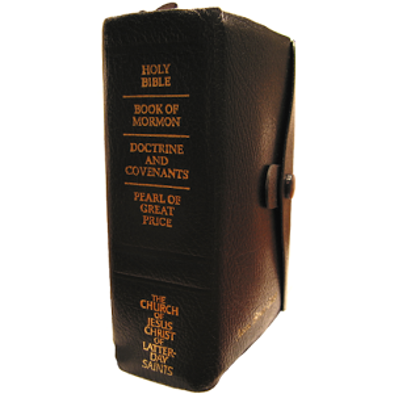 HOLY
BIBLE
BOOK OF
MORMON
DOCTRINE
AND
COVENANTS
PEARL OF
GREAT
PRICE
THE
CHURCH
OF
JESUS
CHRIST
OF
LATTER-
DAY
SAINTS